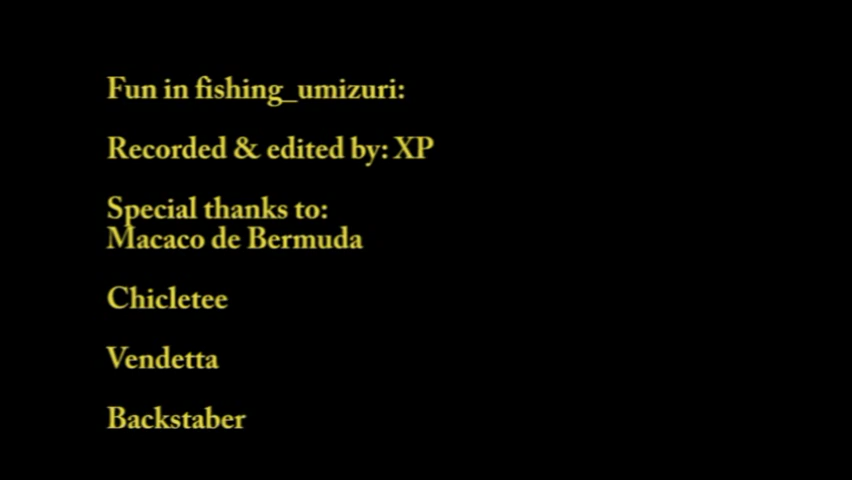 Fun in fishing_umizuri:
Recorded & edited by: XP
Special thanks to:
Macaco de Bermuda
Chicletee
Vendetta
Backstaber